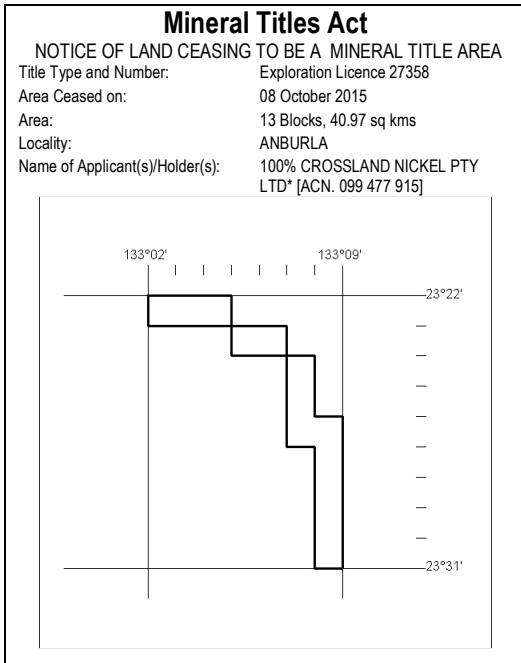 Mineral Titles Act
NOTICE OF LAND CEASING TO BE A MINERAL TITLE AREA
Title Type and Number: Exploration Licence 27358
Area Ceased on: 08 October 2015
Area: 13 Blocks, 40.97 sq kms
Locality: ANBURLA
Name of Applicant(s)/Holder(s): 100% CROSSLAND NICKEL PTY
LTD* [ACN. 099 477 915]
133°02' 133°09'
23°22'
23°31'